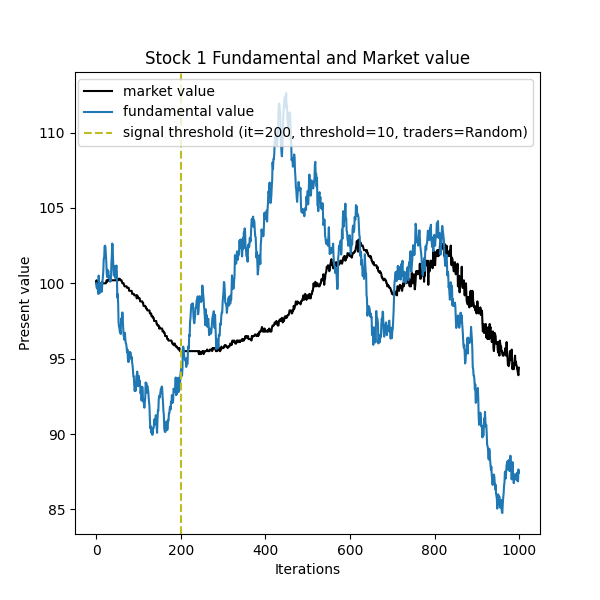 Stock 1 Fundamental and Market value
market value
fundamental value
signal threshold (it=200, threshold=10, traders=Random)
Present value
110
105
100
95
90
85
0 200 400 600 800 1000
Iterations